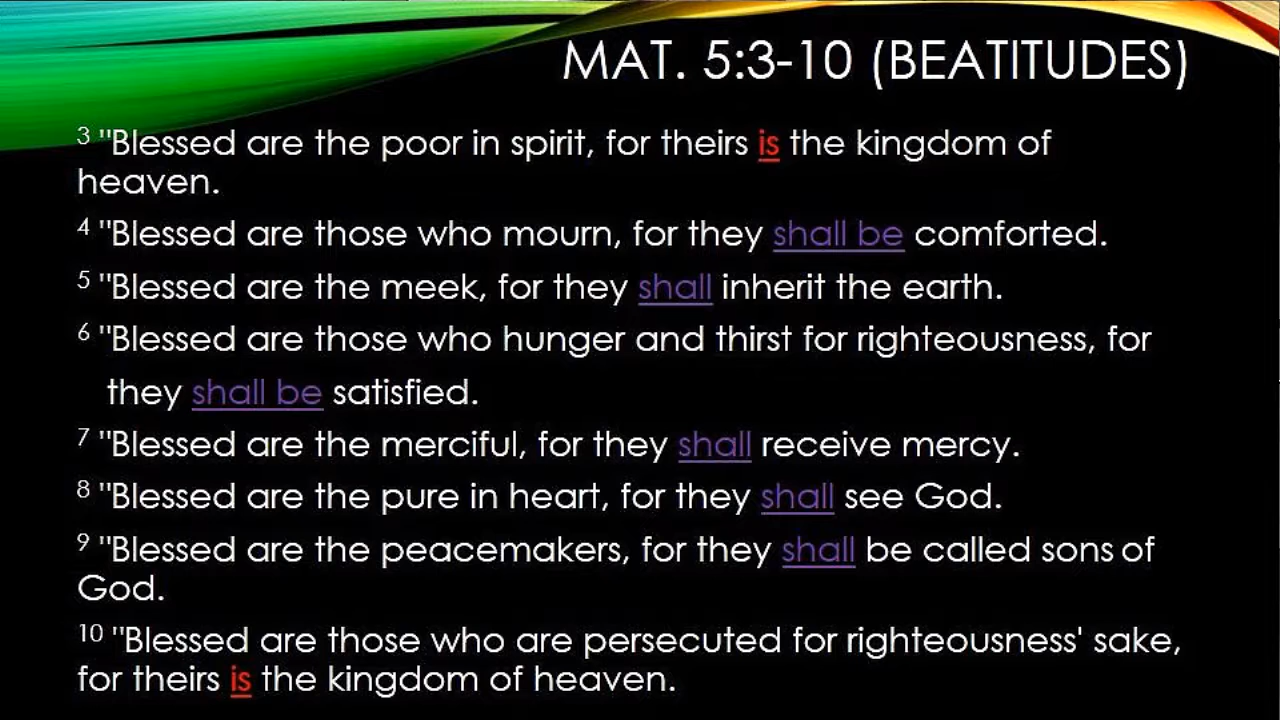 MAT. 5:3-10 (BEATITUDES)
3 "Blessed are the poor in spirit, for theirs is the kingdom of
heaven.
4 "Blessed are those who mourn, for they shall be comforted.
5 "Blessed are the meek, for they shall inherit the earth.
6 "Blessed are those who hunger and thirst for righteousness, for
they shall be satisfied.
7 "Blessed are the merciful, for they shall receive mercy.
8 "Blessed are the pure in heart, for they shall see God.
9 "Blessed are the peacemakers, for they shall be called sons of
God.
10 "Blessed are those who are persecuted for righteousness' sake,
for theirs is the kingdom of heaven.